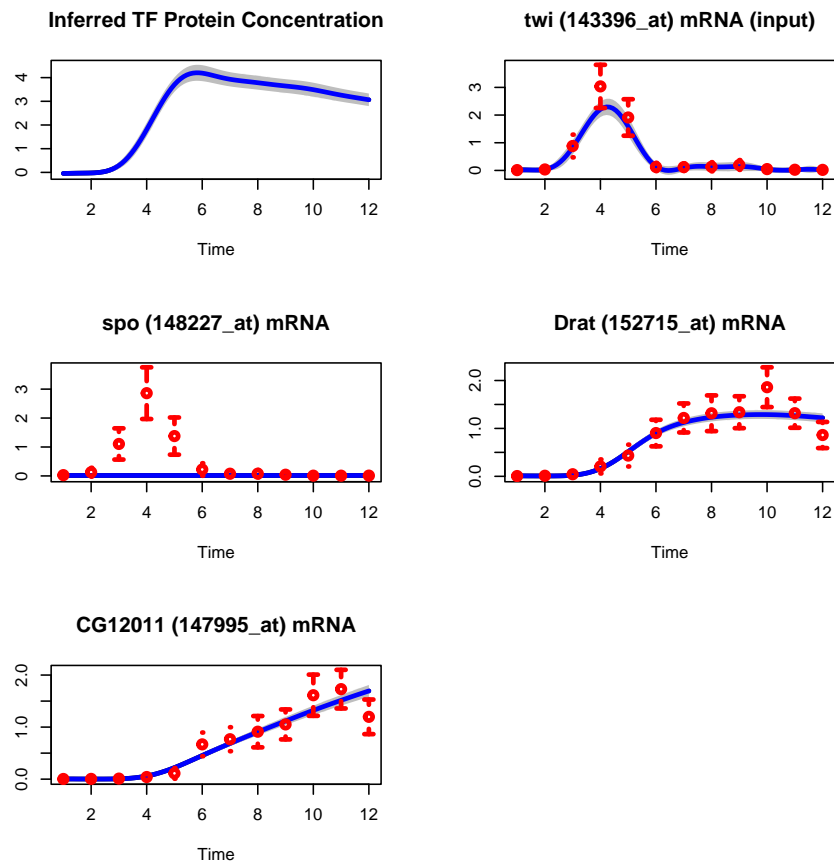 Inferred TF Protein Concentration
4
3
2
1
0
2 4 6 8 10 12
Time
twi (143396_at) mRNA (input)
3
2
1
0
2 4 6 8 10 12
Time
spo (148227_at) mRNA
3
2
1
0
2 4 6 8 10 12
Time
Drat (152715_at) mRNA
2.0
1.0
0.0
2 4 6 8 10 12
Time
CG12011 (147995_at) mRNA
2.0
1.0
0.0
2 4 6 8 10 12
Time